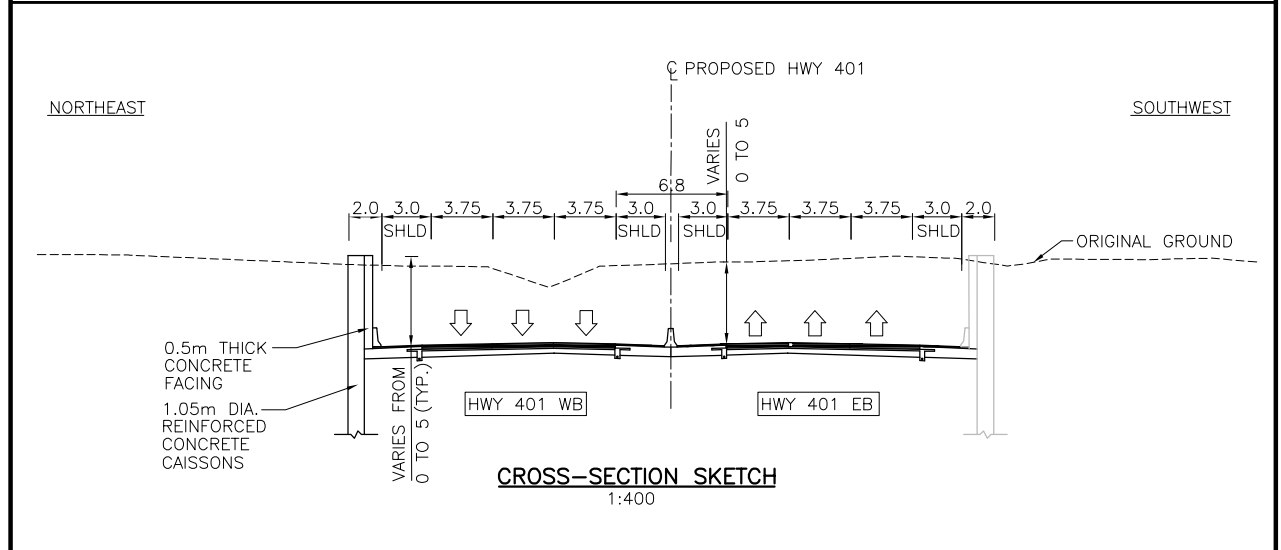 ℄ PROPOSED HWY 401
NORTHEAST
SOUTHWEST
VARIES
0 TO 5
6.8
2.0 3.0 3.75 3.75 3.75 3.0 3.0 3.75 3.75 3.75 3.0 2.0
SHLD SHLD SHLD SHLD
ORIGINAL GROUND
0.5m THICK
CONCRETE
FACING
1.05m DIA.
REINFORCED
CONCRETE
CAISSONS
VARIES FROM
0 TO 5 (TYP.)
HWY 401 WB
HWY 401 EB
CROSS-SECTION SKETCH
1:400